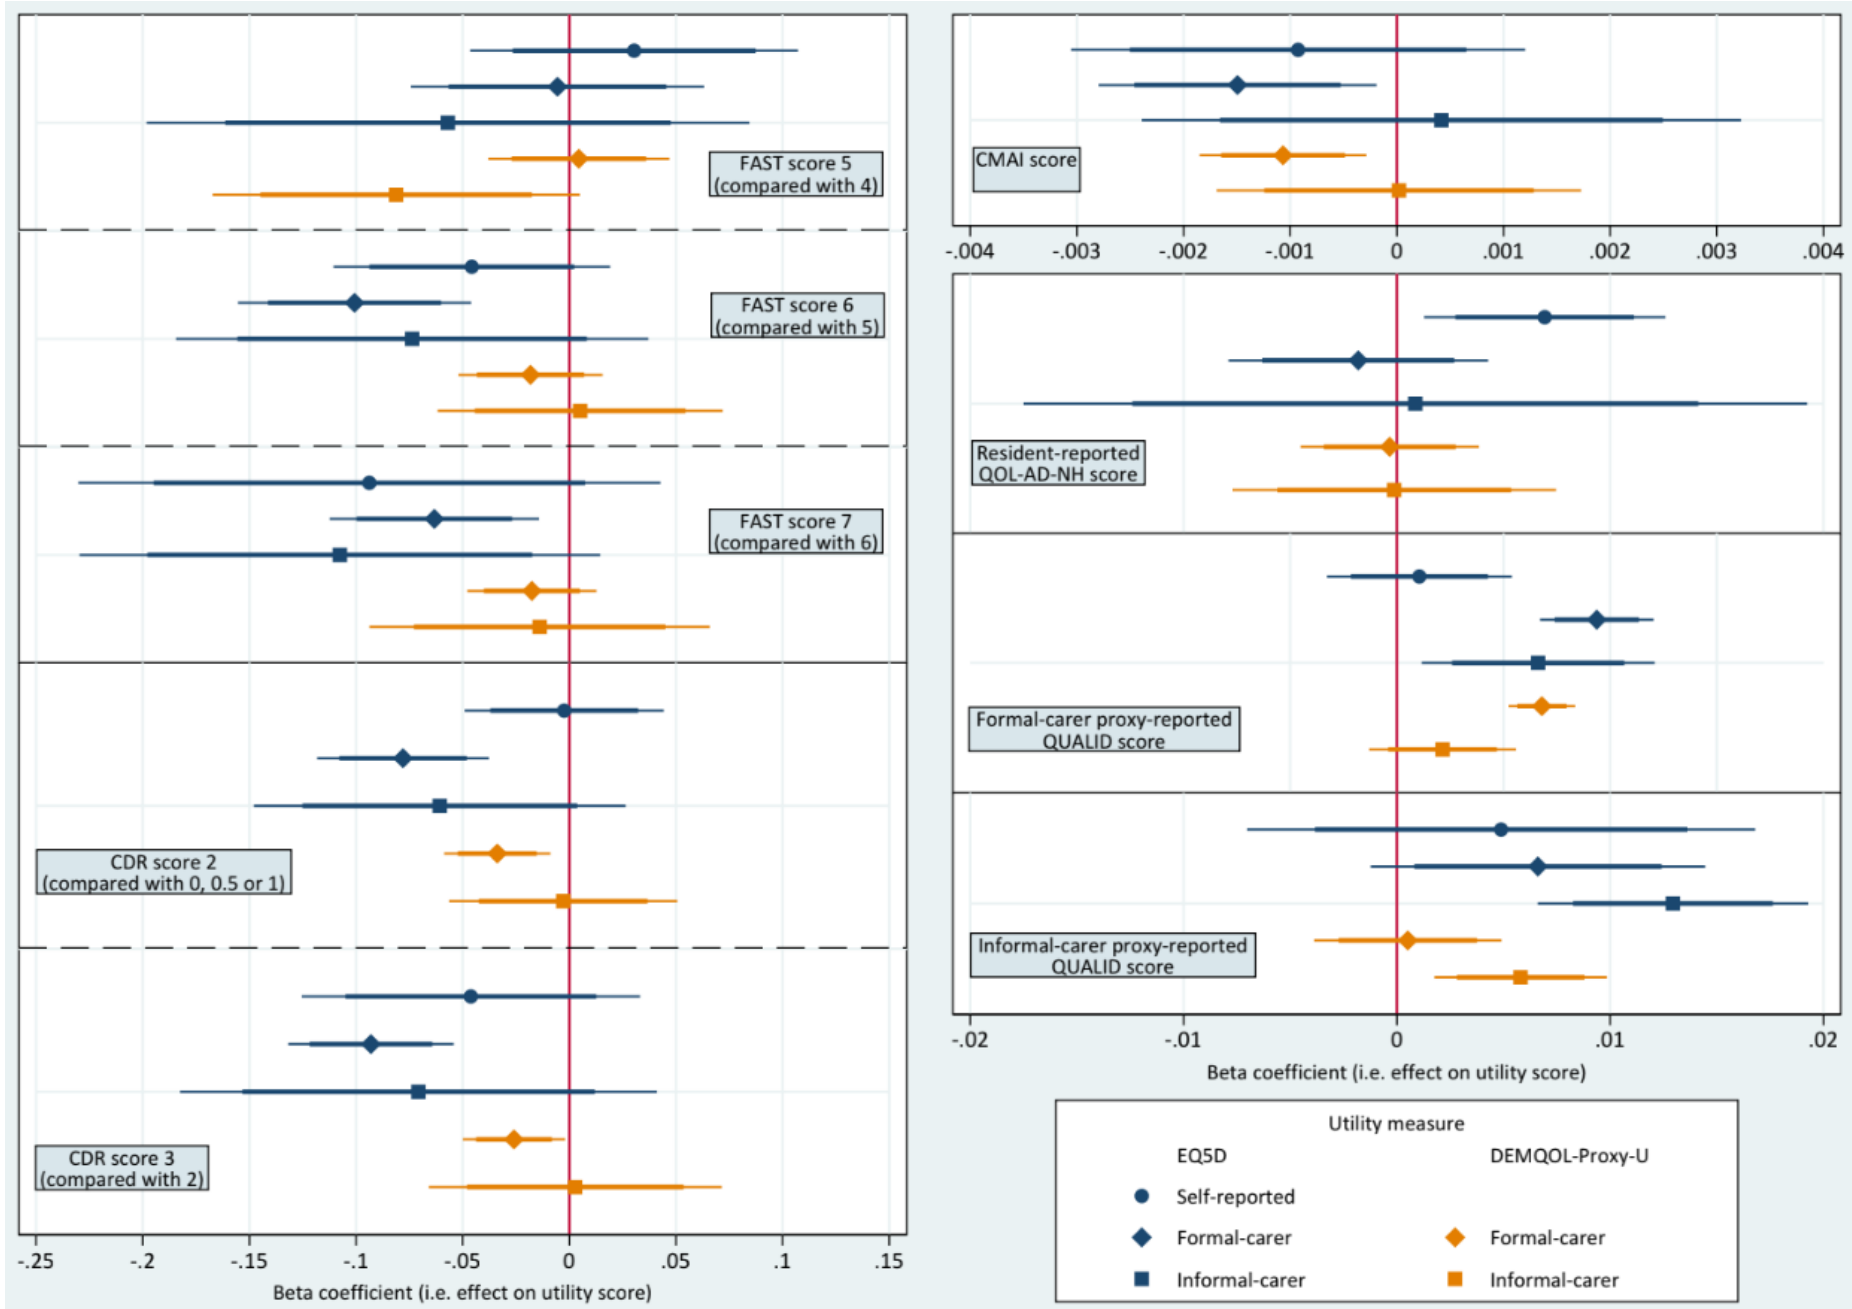 FAST score 5
(compared with 4)
FAST score 6
(compared with 5)
FAST score 7
(compared with 6)
CDR score 2
(compared with 0, 0.5 or 1)
CDR score 3
(compared with 2)
-.25 -.2 -.15 -.1 -.05 0 .05 .1 .15
Beta coefficient (i.e. effect on utility score)
CMAI score
-.004 -.003 -.002 -.001 0 .001 .002 .003 .004
Resident-reported
QOL-AD-NH score
Formal-carer proxy-reported
QUALID score
Informal-carer proxy-reported
QUALID score
-.02 -.01 0 .01 .02
Beta coefficient (i.e. effect on utility score)
Utility measure
EQ5D DEMQOL-Proxy-U
Self-reported
Formal-carer Formal-carer
Informal-carer Informal-carer